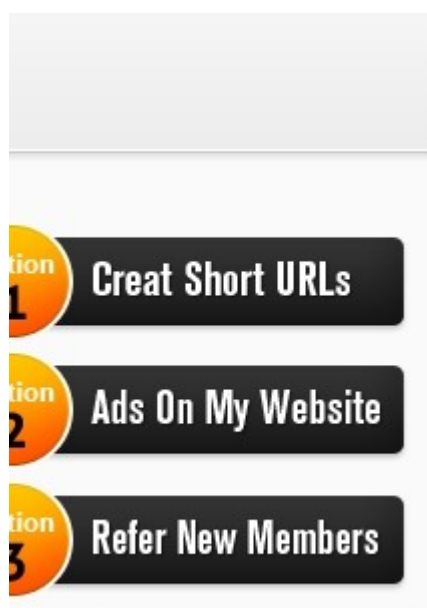 tion
1
Creat Short URLs
tion
2
Ads On My Website
tion
3
Refer New Members